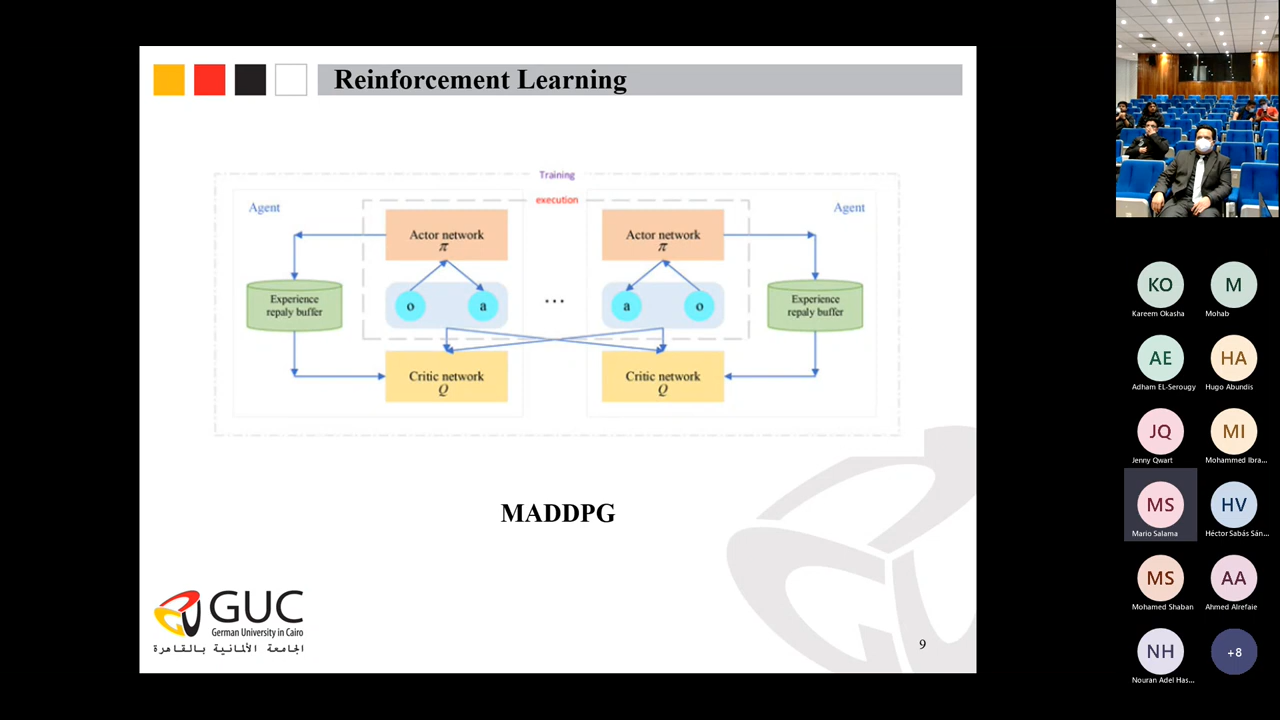 Reinforcement Learning
Training
execution
Agent
Agent
Actor network
π
Actor network
π
Experience
repaly buffer
o
a
...
a
o
Experience
repaly buffer
Critic network
Q
Critic network
Q
MADDPG
GUC
German University in Cairo
الجامعة الألمانية بالقاهرة
9
KO
Kareem Okasha
M
Mohab
AE
Adham EL-Serougy
HA
Hugo Abundis
JQ
Jenny Qwart
MI
Mohammed Ibra...
MS
Mario Salama
HV
Héctor Sabás Sán...
MS
Mohamed Shaban
AA
Ahmed Alrefaie
NH
Nouran Adel Has...
+8